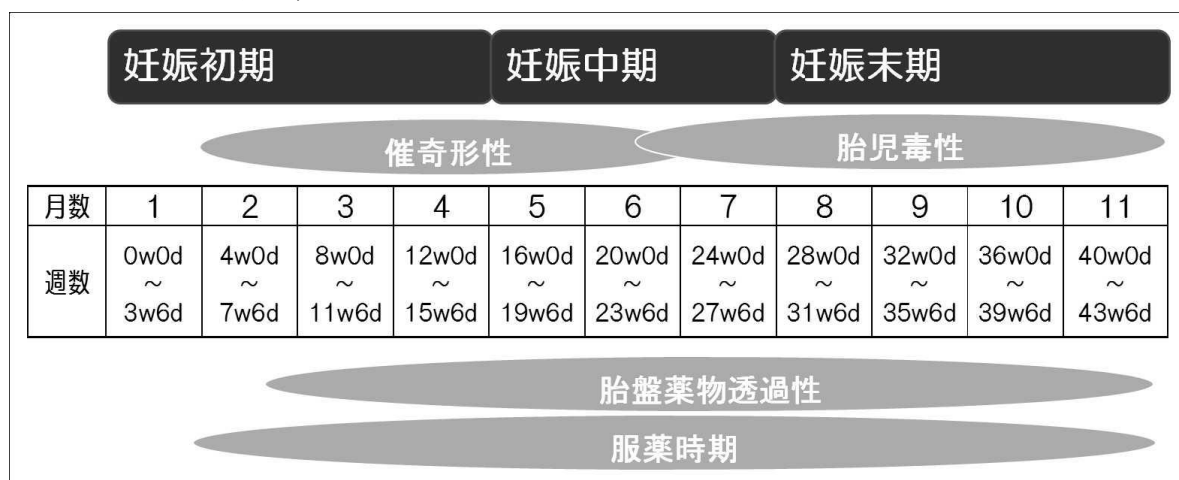 妊娠初期 妊娠中期 妊娠末期
催奇形性 胎児毒性
月数 1 2 3 4 5 6 7 8 9 10 11
週数 0w0d 4w0d 8w0d 12w0d 16w0d 20w0d 24w0d 28w0d 32w0d 36w0d 40w0d
~ ~ ~ ~ ~ ~ ~ ~ ~ ~ ~
3w6d 7w6d 11w6d 15w6d 19w6d 23w6d 27w6d 31w6d 35w6d 39w6d 43w6d
胎盤薬物透過性
服薬時期